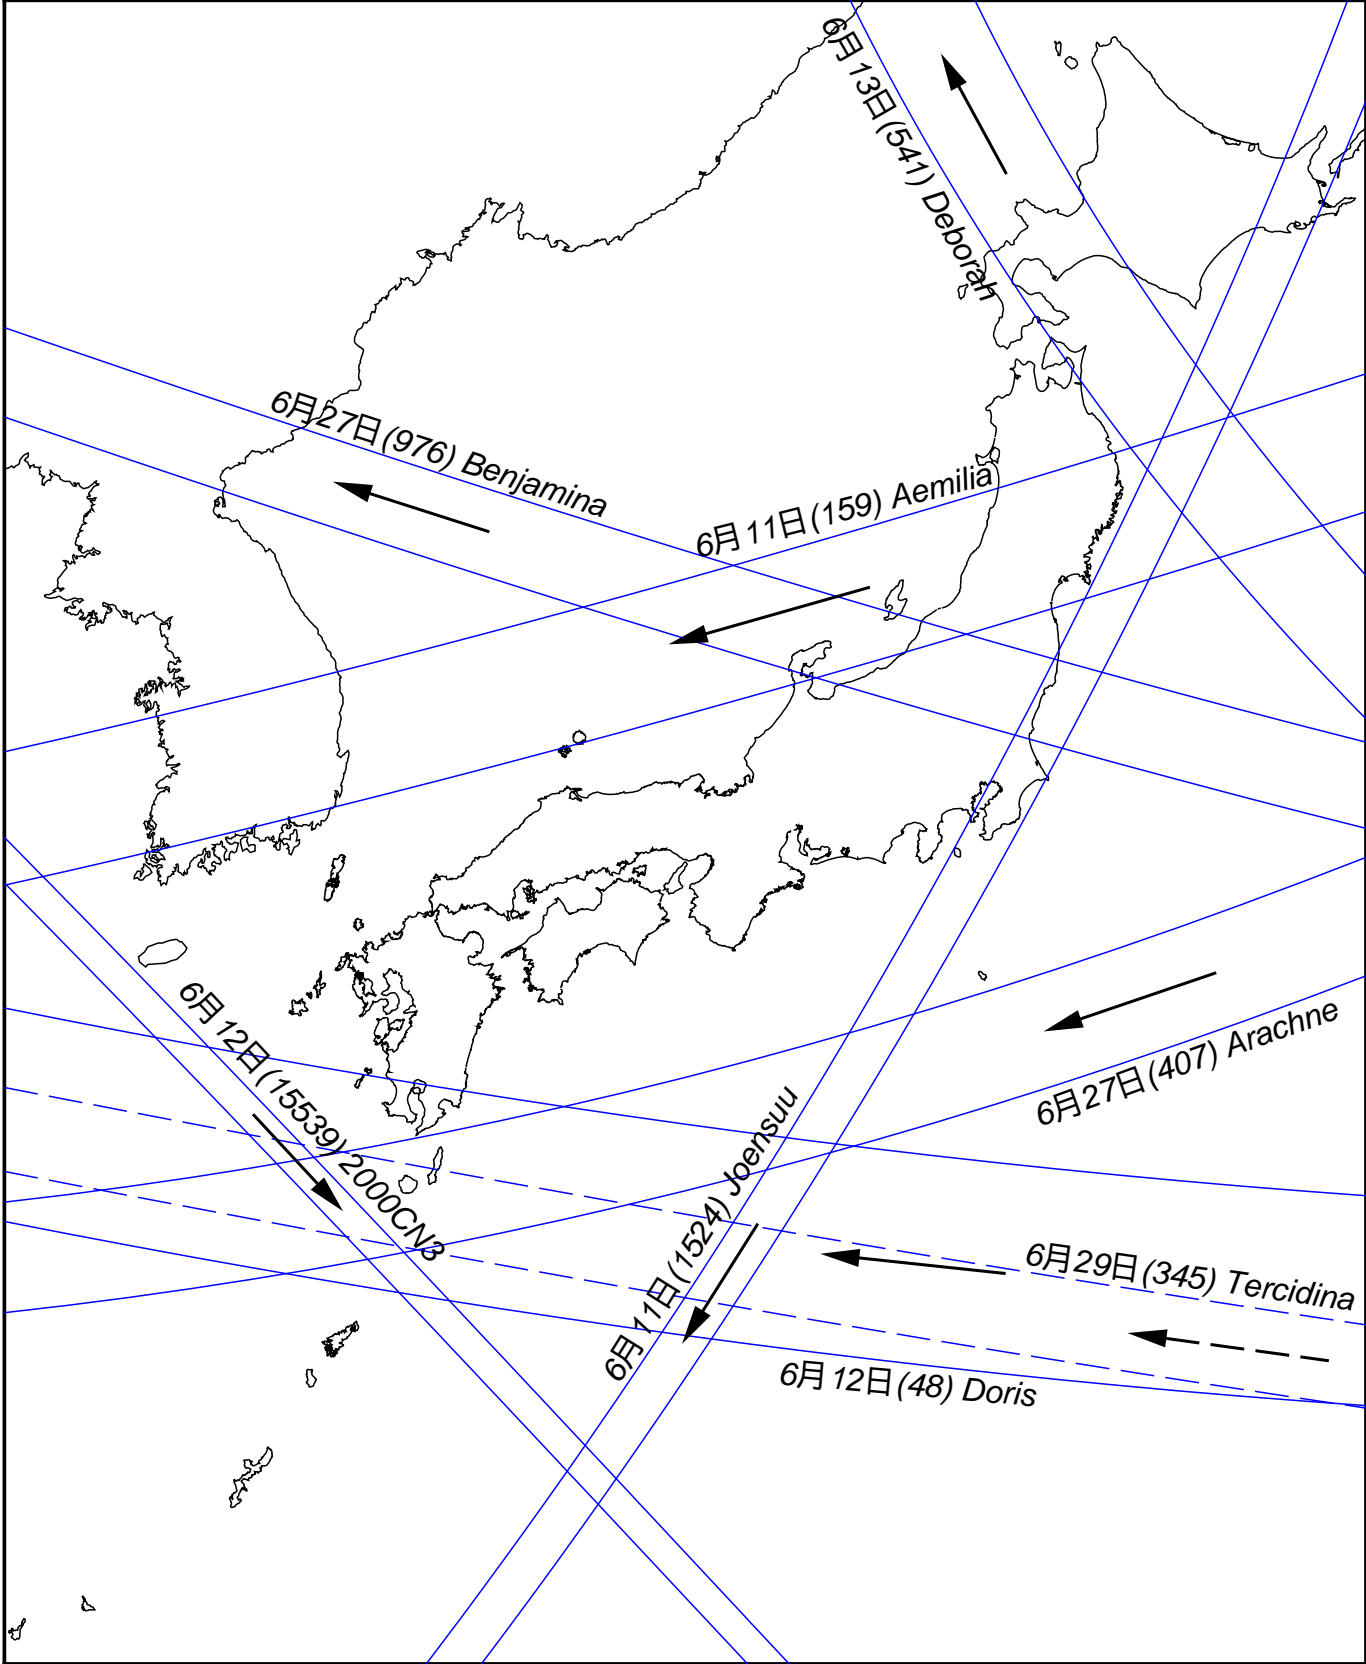 6月13日(541) Deborah
6月27日(976) Benjamina
6月11日(159) Aemilia
6月12日(15539) 2000CN3
6月27日(407) Arachne
6月11日(1524) Joensuu
6月29日(345) Tercidina
6月12日(48) Doris